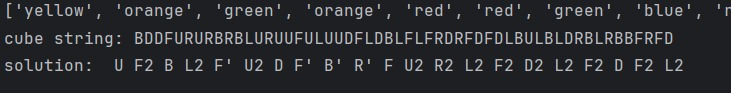 ['yellow', 'orange', 'green', 'orange', 'red', 'red', 'green', 'blue', 'r
cube string: BDDFURURBRBLURUUFULUUDFLDBLFLFRDRFDFDLBULBLDRBLRBBFRFD
solution:  U F2 B L2 F' U2 D F' B' R' F U2 R2 L2 F2 D2 L2 F2 D F2 L2